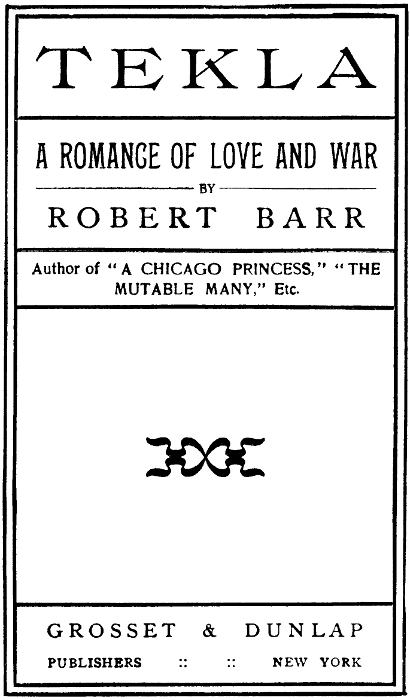 TEKLA
A ROMANCE OF LOVE AND WAR
BY
ROBERT BARR
Author of “A CHICAGO PRINCESS,” “THE
MUTABLE MANY,” Etc.
GROSSET & DUNLAP
PUBLISHERS :: :: NEW YORK